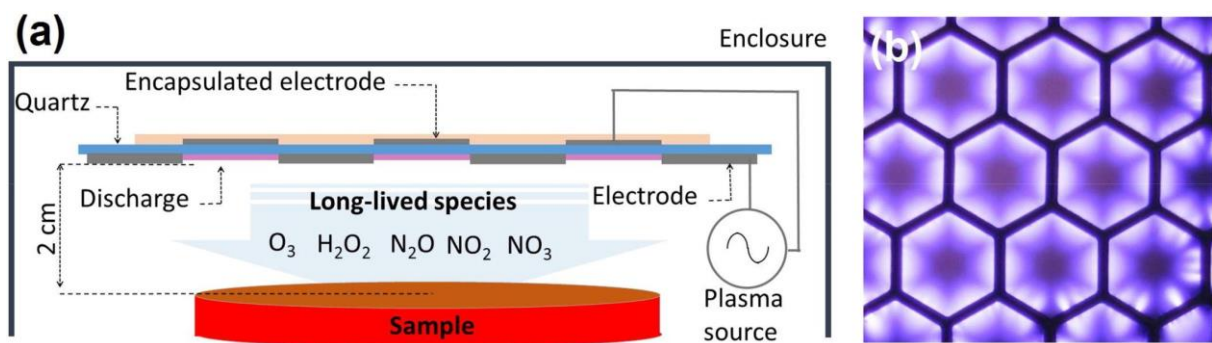 (a)
Enclosure
Encapsulated electrode
Quartz
Discharge
Electrode
2 cm
Long-lived species
O₃ H₂O₂ N₂O NO₂ NO₃
Plasma
source
Sample
(b)